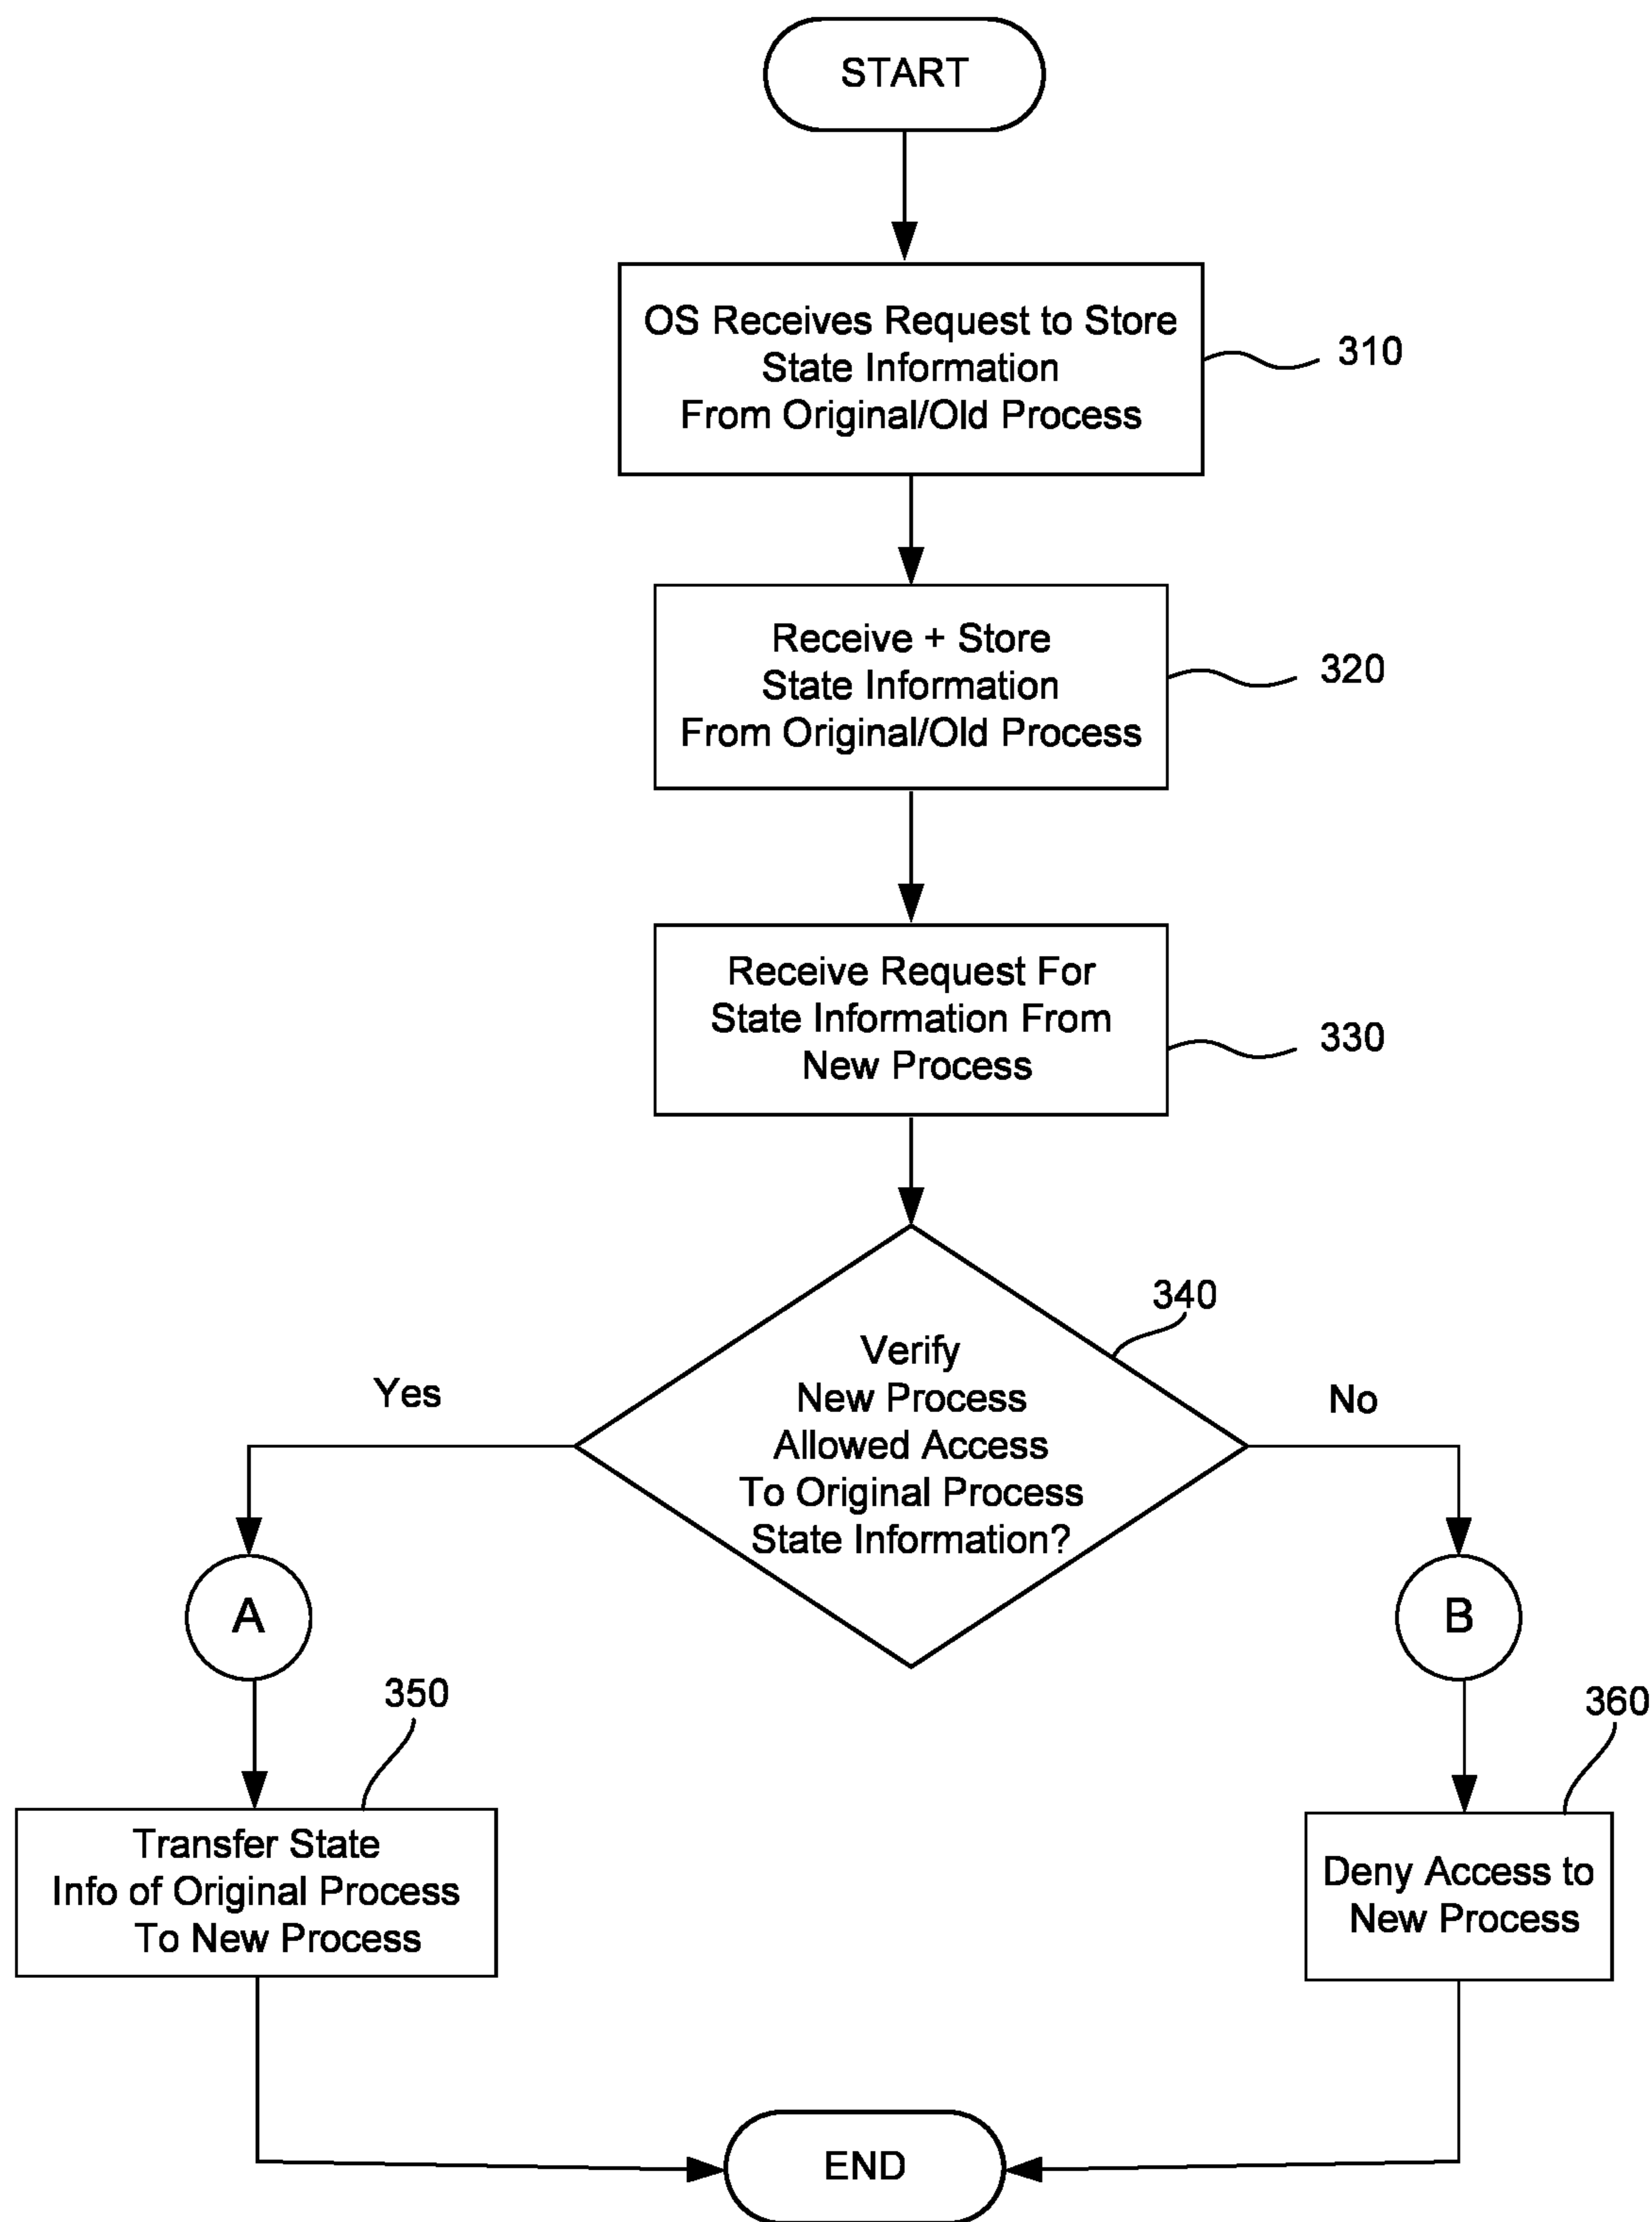 START
OS Receives Request to Store
State Information
From Original/Old Process
310
Receive + Store
State Information
From Original/Old Process
320
Receive Request For
State Information From
New Process
330
340
Verify
New Process
Allowed Access
To Original Process
State Information?
Yes
No
A
B
350
360
Transfer State
Info of Original Process
To New Process
Deny Access to
New Process
END